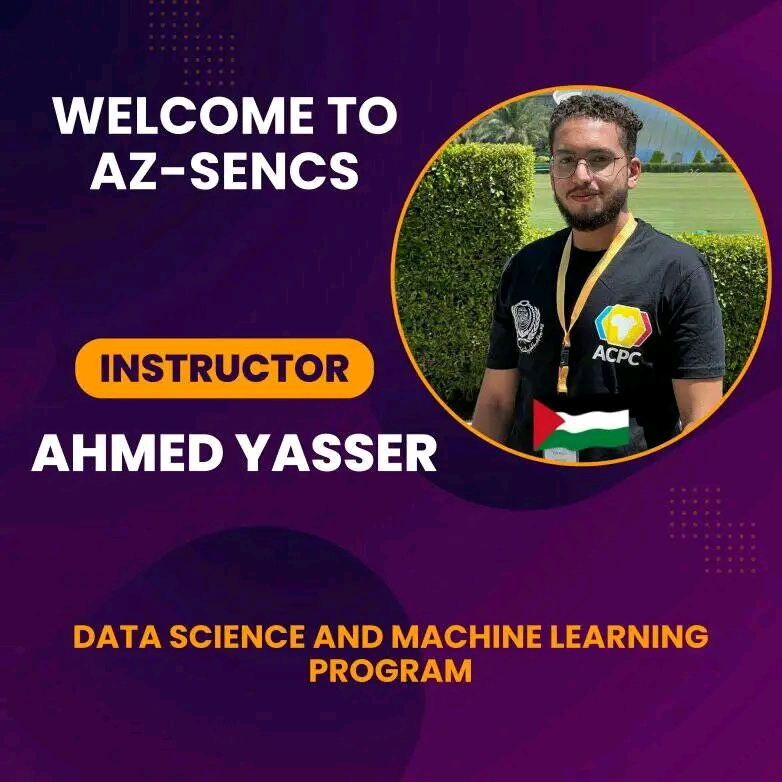 WELCOME TO
AZ-SENCS
INSTRUCTOR
AHMED YASSER
ACPC
DATA SCIENCE AND MACHINE LEARNING
PROGRAM